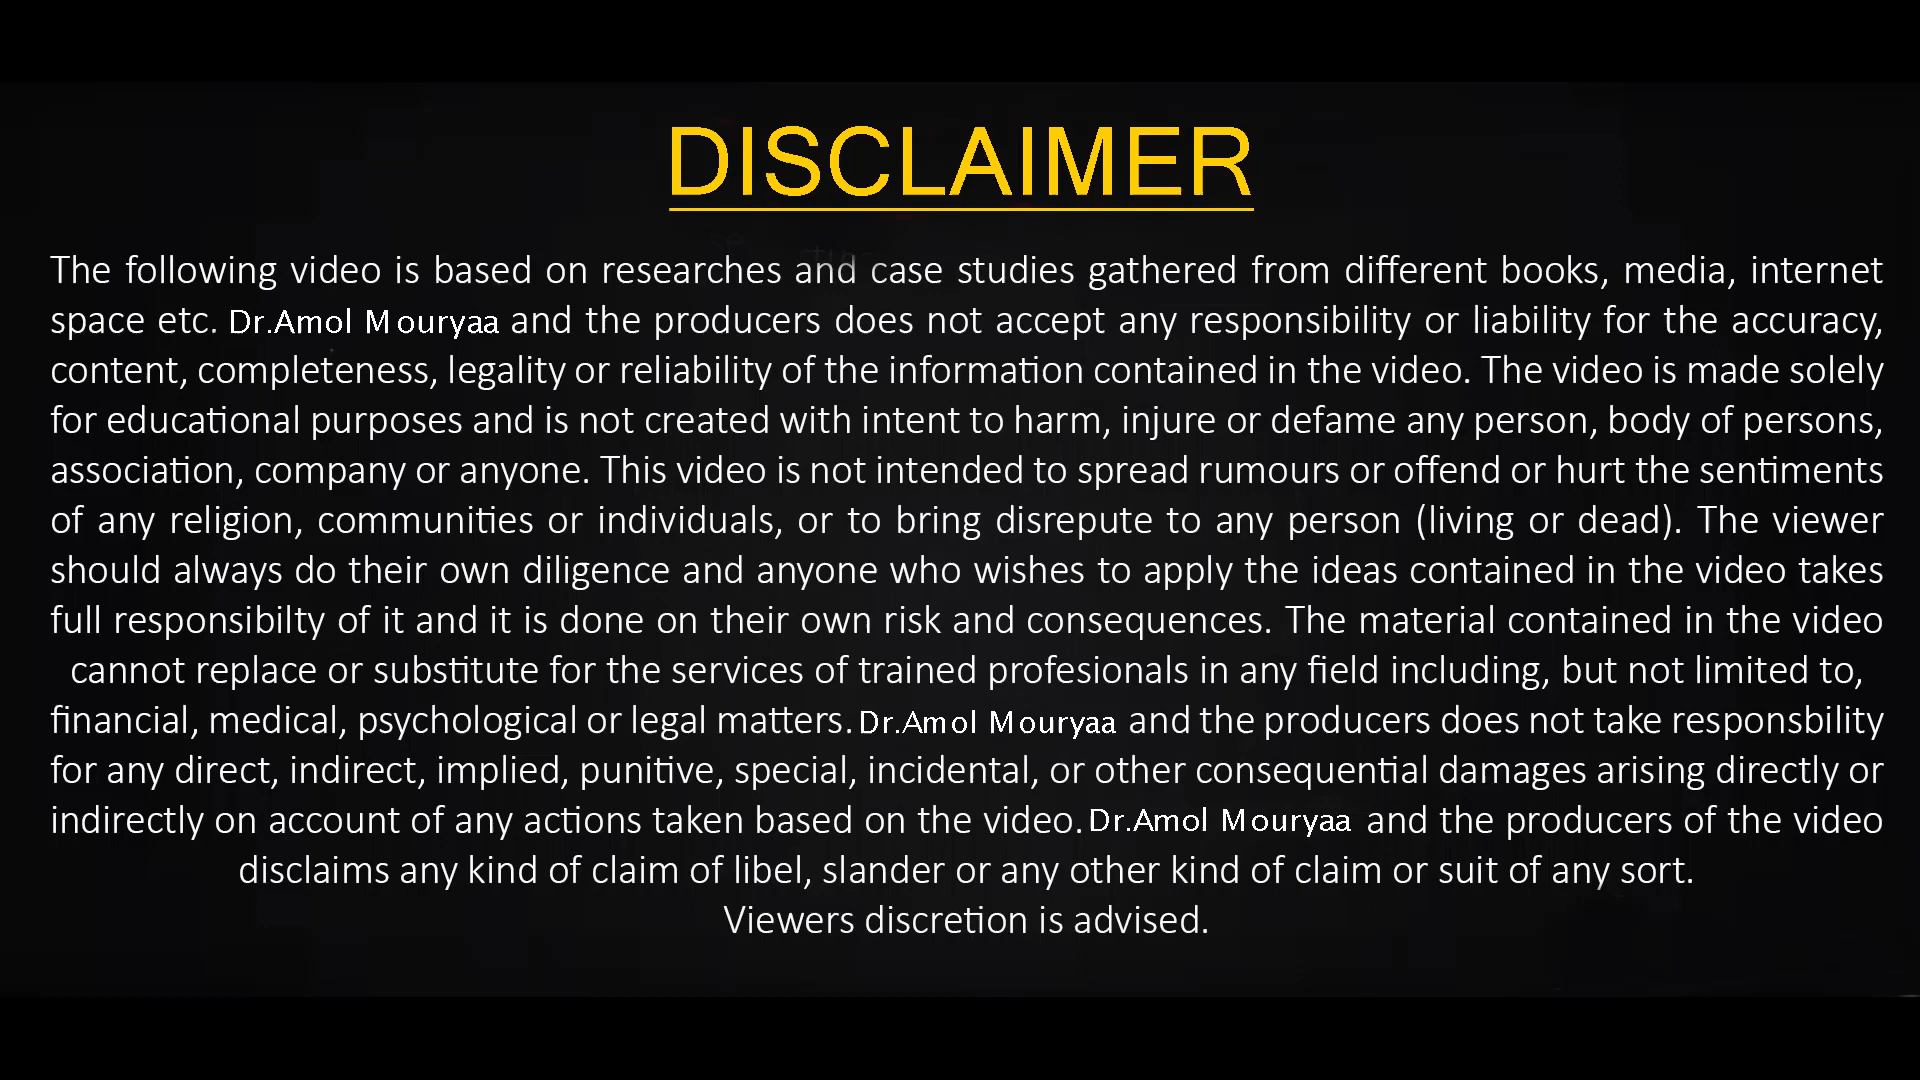 DISCLAIMER
The following video is based on researches and case studies gathered from different books, media, internet
space etc. Dr.Amol Mouryaa and the producers does not accept any responsibility or liability for the accuracy,
content, completeness, legality or reliability of the information contained in the video. The video is made solely
for educational purposes and is not created with intent to harm, injure or defame any person, body of persons,
association, company or anyone. This video is not intended to spread rumours or offend or hurt the sentiments
of any religion, communities or individuals, or to bring disrepute to any person (living or dead). The viewer
should always do their own diligence and anyone who wishes to apply the ideas contained in the video takes
full responsibilty of it and it is done on their own risk and consequences. The material contained in the video
cannot replace or substitute for the services of trained profesionals in any field including, but not limited to,
financial, medical, psychological or legal matters. Dr.Amol Mouryaa and the producers does not take responsbility
for any direct, indirect, implied, punitive, special, incidental, or other consequential damages arising directly or
indirectly on account of any actions taken based on the video. Dr.Amol Mouryaa and the producers of the video
disclaims any kind of claim of libel, slander or any other kind of claim or suit of any sort.
Viewers discretion is advised.